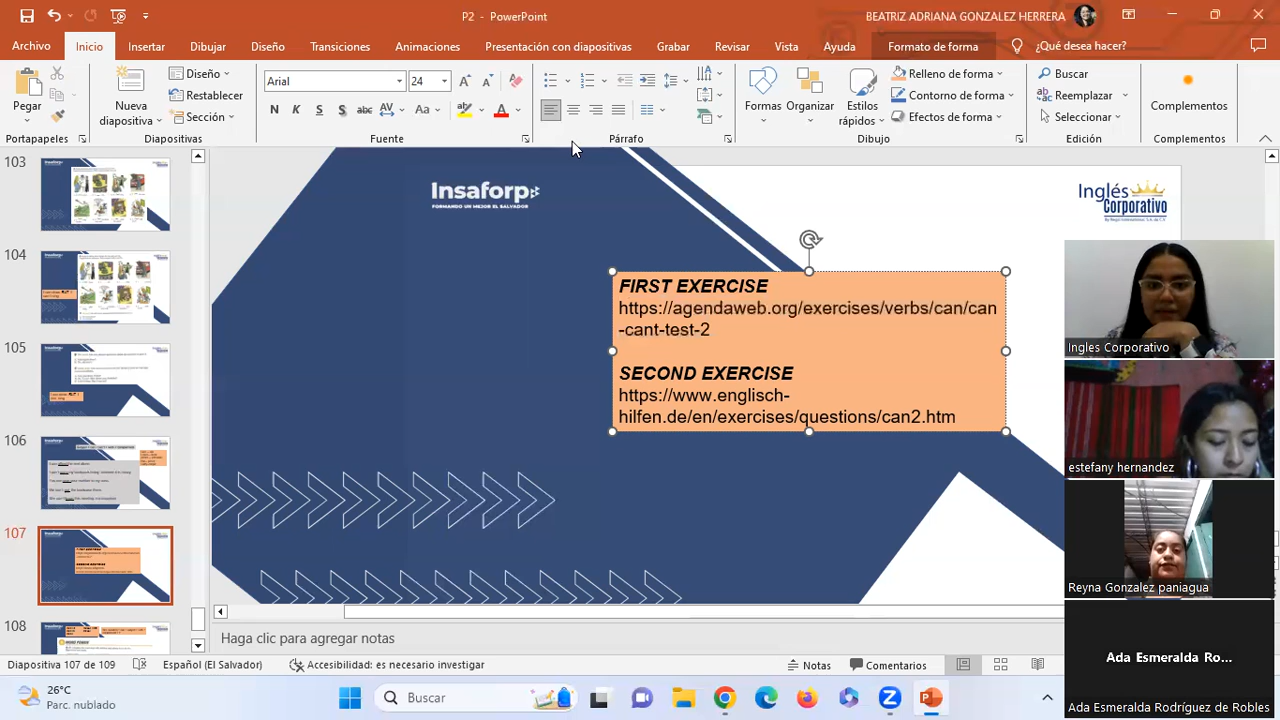 P2 - PowerPoint
BEATRIZ ADRIANA GONZALEZ HERRERA
Archivo
Inicio
Insertar
Dibujar
Diseño
Transiciones
Animaciones
Presentación con diapositivas
Grabar
Revisar
Vista
Ayuda
Formato de forma
¿Qué desea hacer?
Pegar
Portapapeles
Nueva
diapositiva
Diseño
Restablecer
Sección
Diapositivas
Arial
24
N K S abc AV Aa A
Fuente
Párrafo
Formas
Organizar
Estilos
rápidos
Relleno de forma
Contorno de forma
Efectos de forma
Dibujo
Buscar
Reemplazar
Seleccionar
Edición
Complementos
Complementos
103
104
105
106
107
108
Insaforp
FORMANDO UN MEJOR EL SALVADOR
Inglés
Corporativo
FIRST EXERCISE
https://agendaweb.org/exercises/verbs/can/can
-cant-test-2
SECOND EXERCISE
https://www.englisch-
hilfen.de/en/exercises/questions/can2.htm
Ingles Corporativo
estefany hernandez
Reyna Gonzalez paniagua
Ada Esmeralda Ro...
Ada Esmeralda Rodríguez de Robles
Haga clic para agregar notas
Diapositiva 107 de 109
Español (El Salvador)
Accesibilidad: es necesario investigar
Notas
Comentarios
26°C
Parc. nublado
Buscar